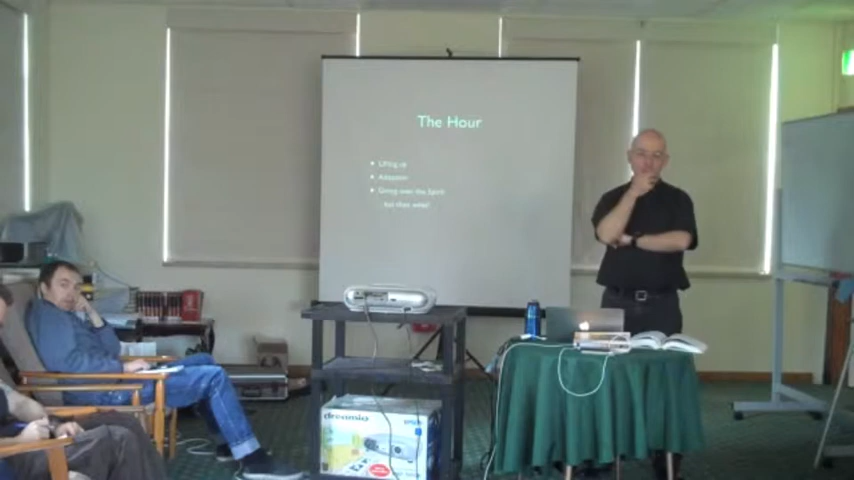 The Hour
Lifting up
Adoption
Giving over the Spirit
but then what?
dreamio